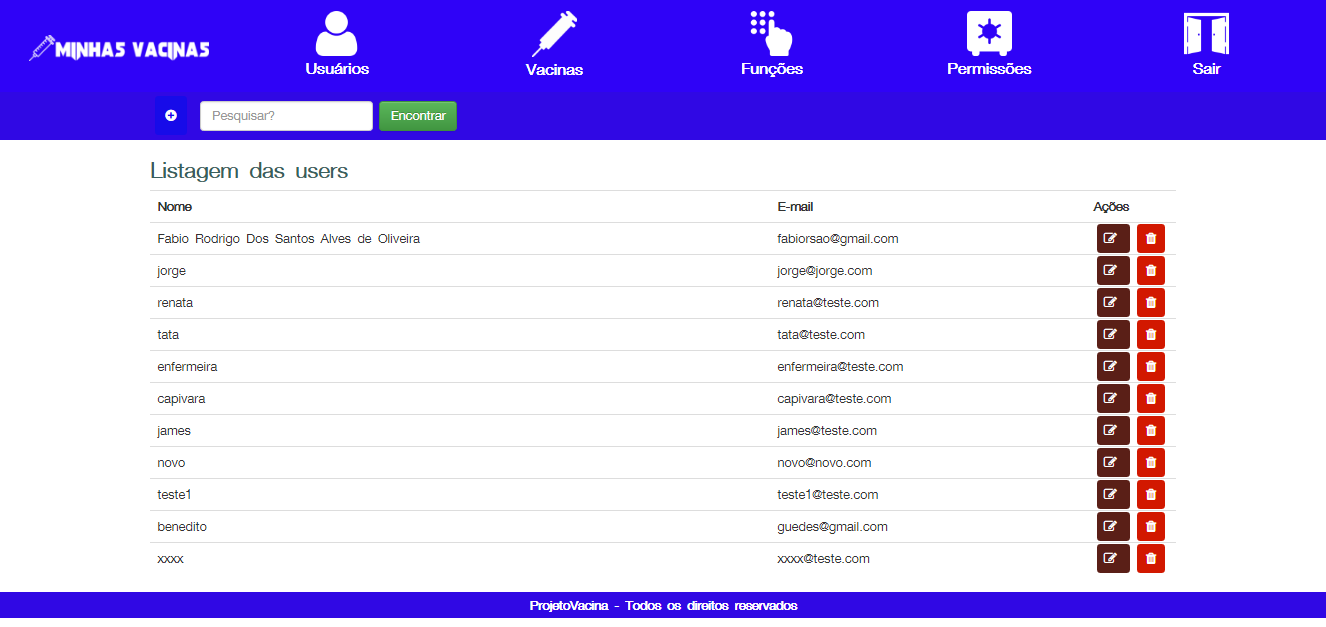 MINHAS VACINAS
Usuários Vacinas Funções Permissões Sair
Pesquisar? Encontrar
Listagem das users
Nome E-mail Ações
Fabio Rodrigo Dos Santos Alves de Oliveira fabiorsao@gmail.com
jorge jorge@jorge.com
renata renata@teste.com
tata tata@teste.com
enfermeira enfermeira@teste.com
capivara capivara@teste.com
james james@teste.com
novo novo@novo.com
teste1 teste1@teste.com
benedito guedes@gmail.com
xxxx xxxx@teste.com
ProjetoVacina - Todos os direitos reservados